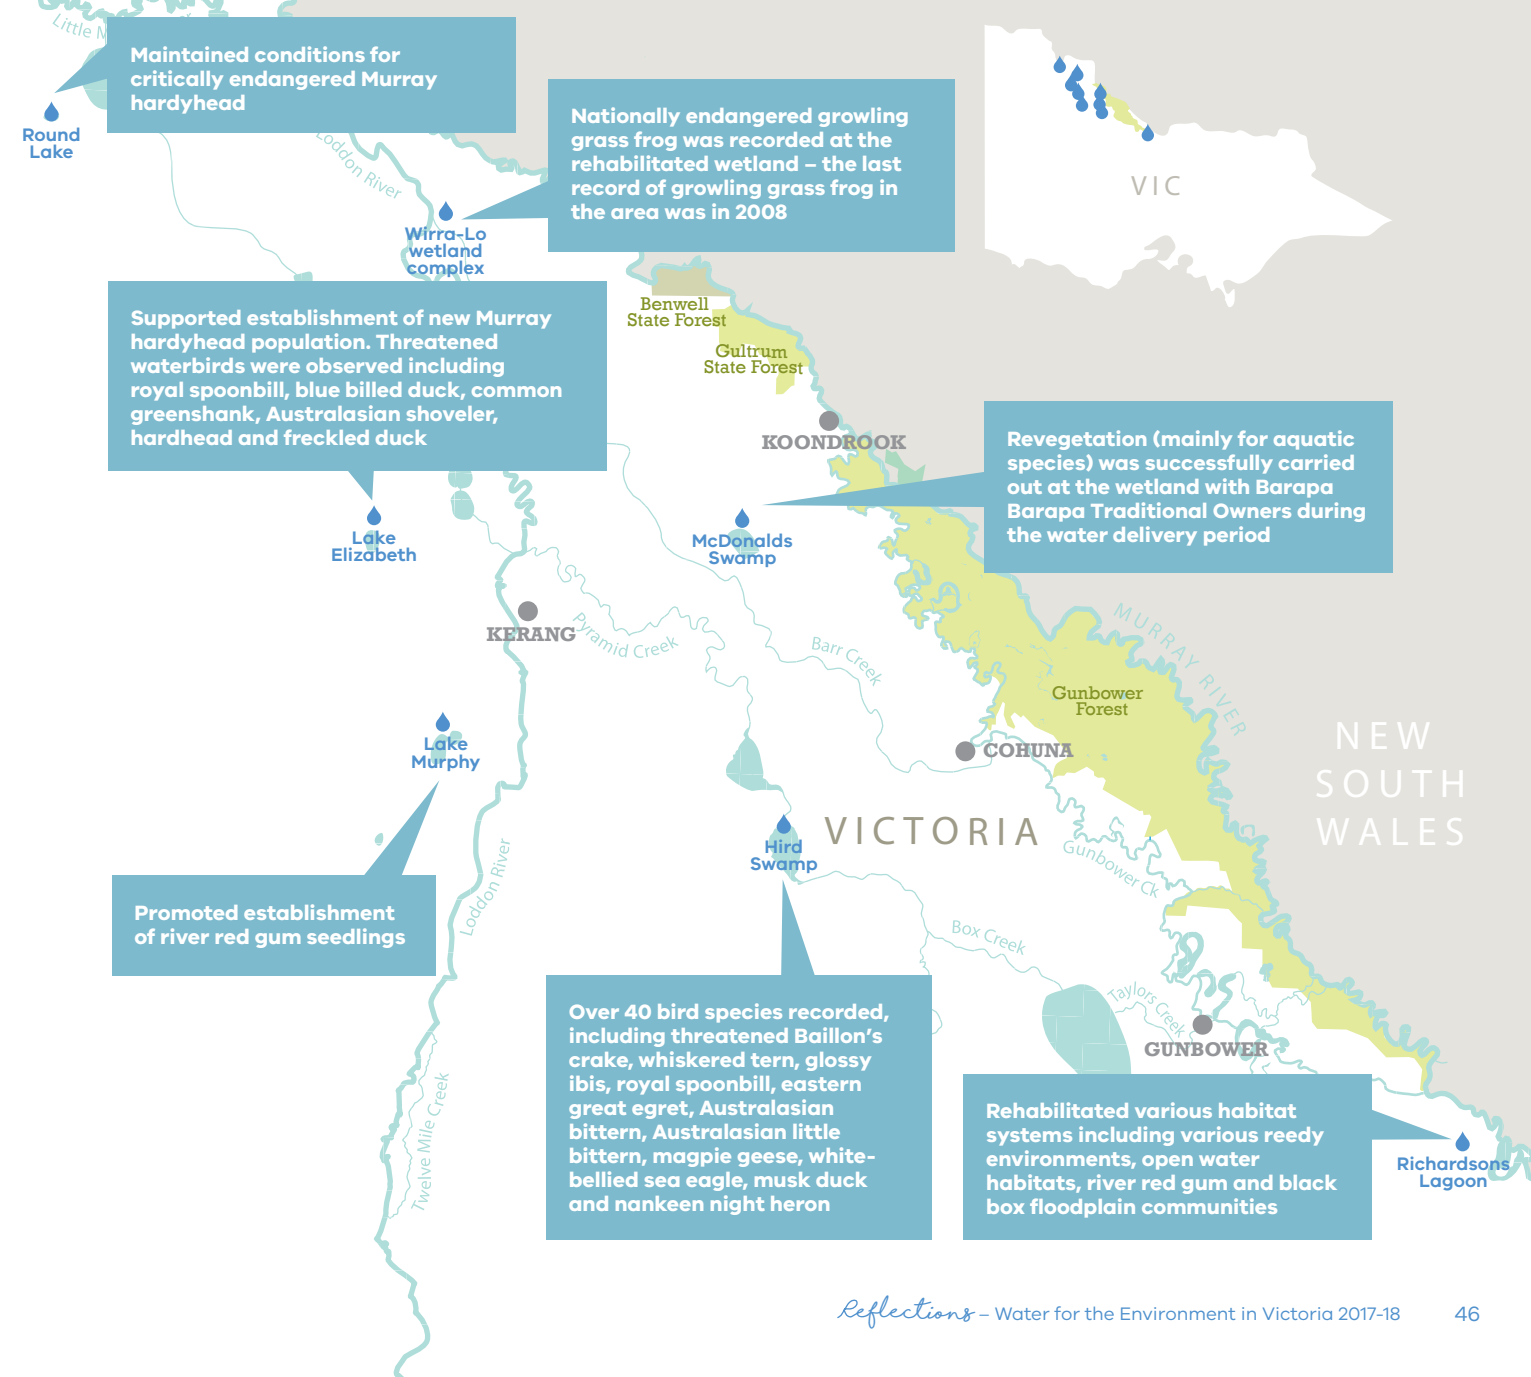 Little M
Maintained conditions for
critically endangered Murray
hardyhead
Round
Lake
Loddon River
Nationally endangered growling
grass frog was recorded at the
rehabilitated wetland – the last
record of growling grass frog in
the area was in 2008
VIC
Wirra-Lo
wetland
complex
Benwell
State Forest
Gultrum
State Forest
Supported establishment of new Murray
hardyhead population. Threatened
waterbirds were observed including
royal spoonbill, blue billed duck, common
greenshank, Australasian shoveler,
hardhead and freckled duck
KOONDROOK
Revegetation (mainly for aquatic
species) was successfully carried
out at the wetland with Barapa
Barapa Traditional Owners during
the water delivery period
Lake
Elizabeth
McDonalds
Swamp
KERANG
Pyramid Creek
Barr Creek
MURRAY RIVER
Gunbower
Forest
NEW
SOUTH
WALES
Lake
Murphy
COHUNA
VICTORIA
Hird
Swamp
Gunbower Ck
Loddon River
Promoted establishment
of river red gum seedlings
Box Creek
Taylors Creek
GUNBOWER
Over 40 bird species recorded,
including threatened Baillon's
crake, whiskered tern, glossy
ibis, royal spoonbill, eastern
great egret, Australasian
bittern, Australasian little
bittern, magpie geese, white-
bellied sea eagle, musk duck
and nankeen night heron
Twelve Mile Creek
Rehabilitated various habitat
systems including various reedy
environments, open water
habitats, river red gum and black
box floodplain communities
Richardsons
Lagoon
Reflections – Water for the Environment in Victoria 2017-18 46